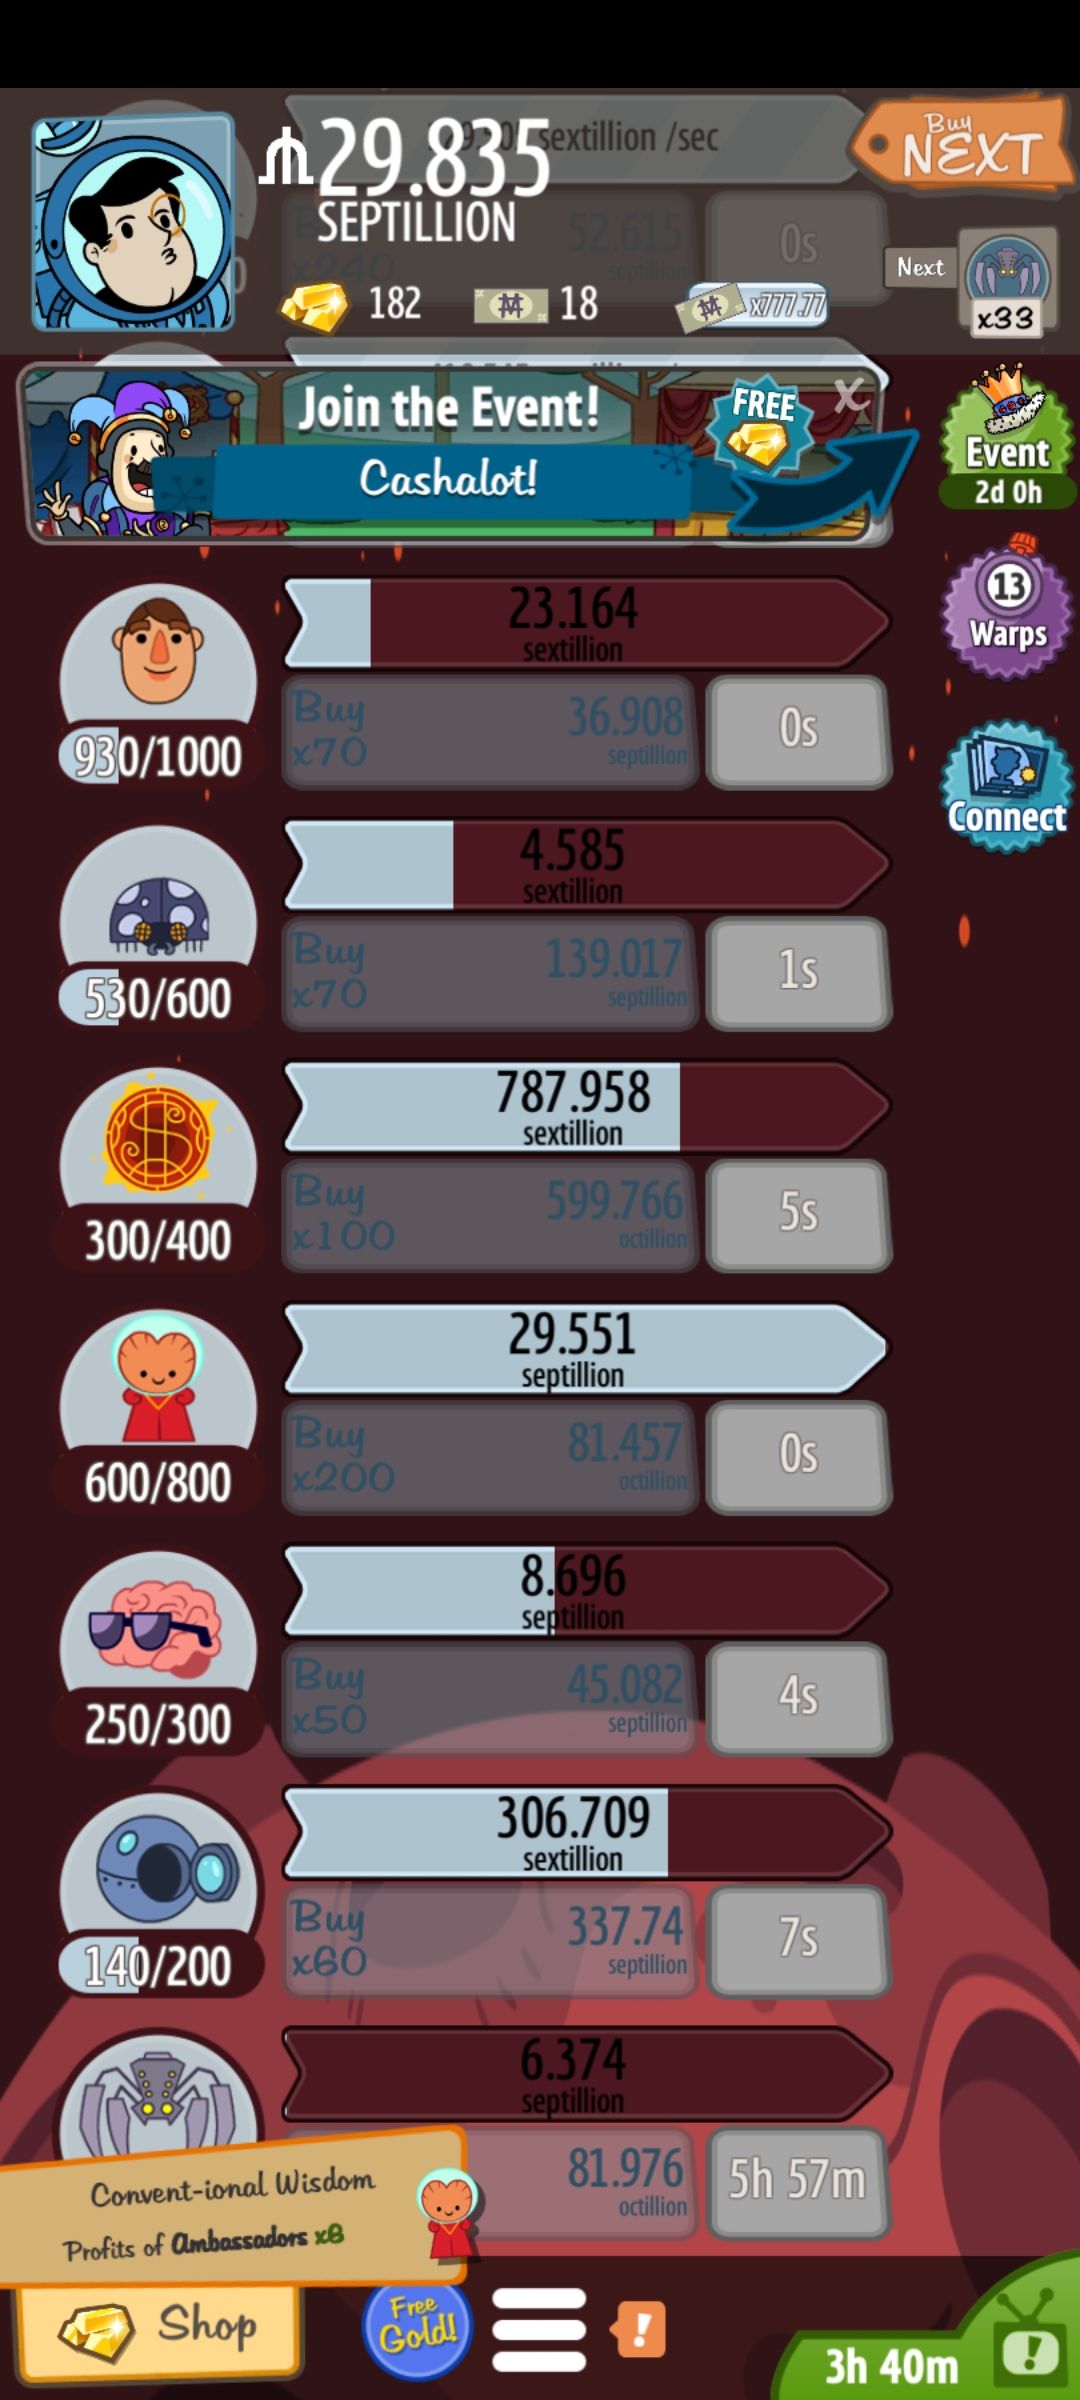 29.835
SEPTILLION
sextillion /sec
Buy
NEXT
x240
52.615
septillion
0s
182
18
x777.77
Next
x33
Join the Event!
FREE
X
Cashalot!
Event
2d 0h
23.164
sextillion
Buy
x70
36.908
septillion
0s
930/1000
13
Warps
4.585
sextillion
Buy
x70
139.017
septillion
1s
530/600
Connect
787.958
sextillion
Buy
x100
599.766
octillion
5s
300/400
29.551
septillion
Buy
x200
81.457
octillion
0s
600/800
8.696
septillion
Buy
x50
45.082
septillion
4s
250/300
306.709
sextillion
Buy
x60
337.74
septillion
7s
140/200
6.374
septillion
81.976
octillion
5h 57m
Convent-ional Wisdom
Profits of Ambassadors x8
Shop
Free
Gold!
!
3h 40m
!